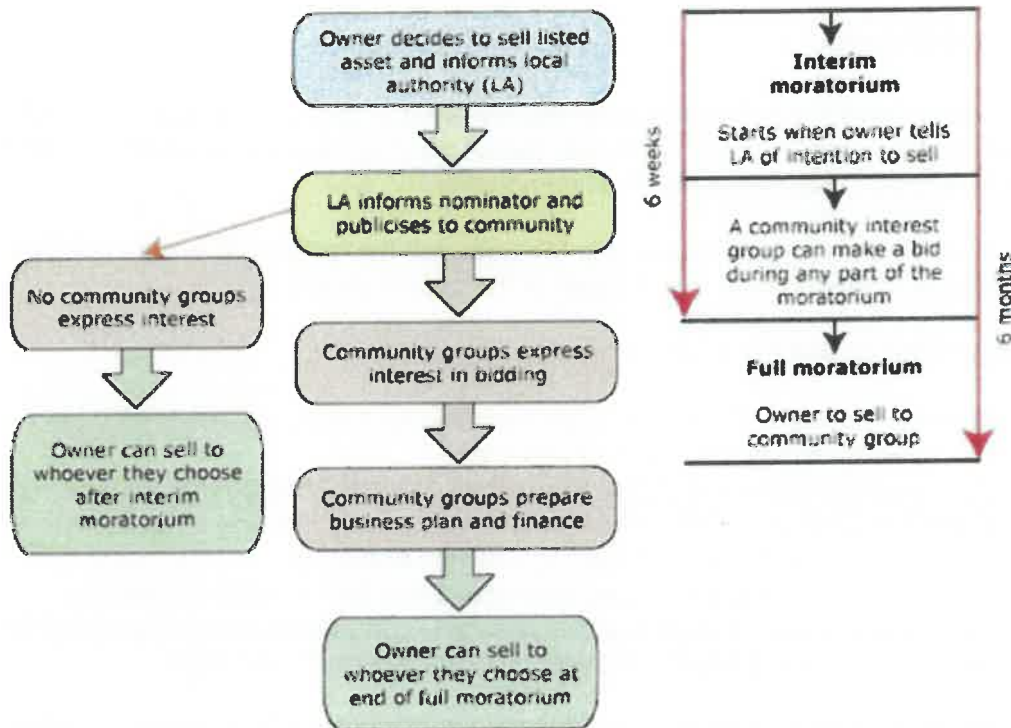 Owner decides to sell listed
asset and informs local
authority (LA)
LA informs nominator and
publicises to community
No community groups
express interest
Owner can sell to
whoever they choose
after interim
moratorium
Community groups express
interest in bidding
Community groups prepare
business plan and finance
Owner can sell to
whoever they choose at
end of full moratorium
6 weeks
Interim
moratorium
Starts when owner tells
LA of intention to sell
A community interest
group can make a bid
during any part of the
moratorium
Full moratorium
Owner to sell to
community group
6 months